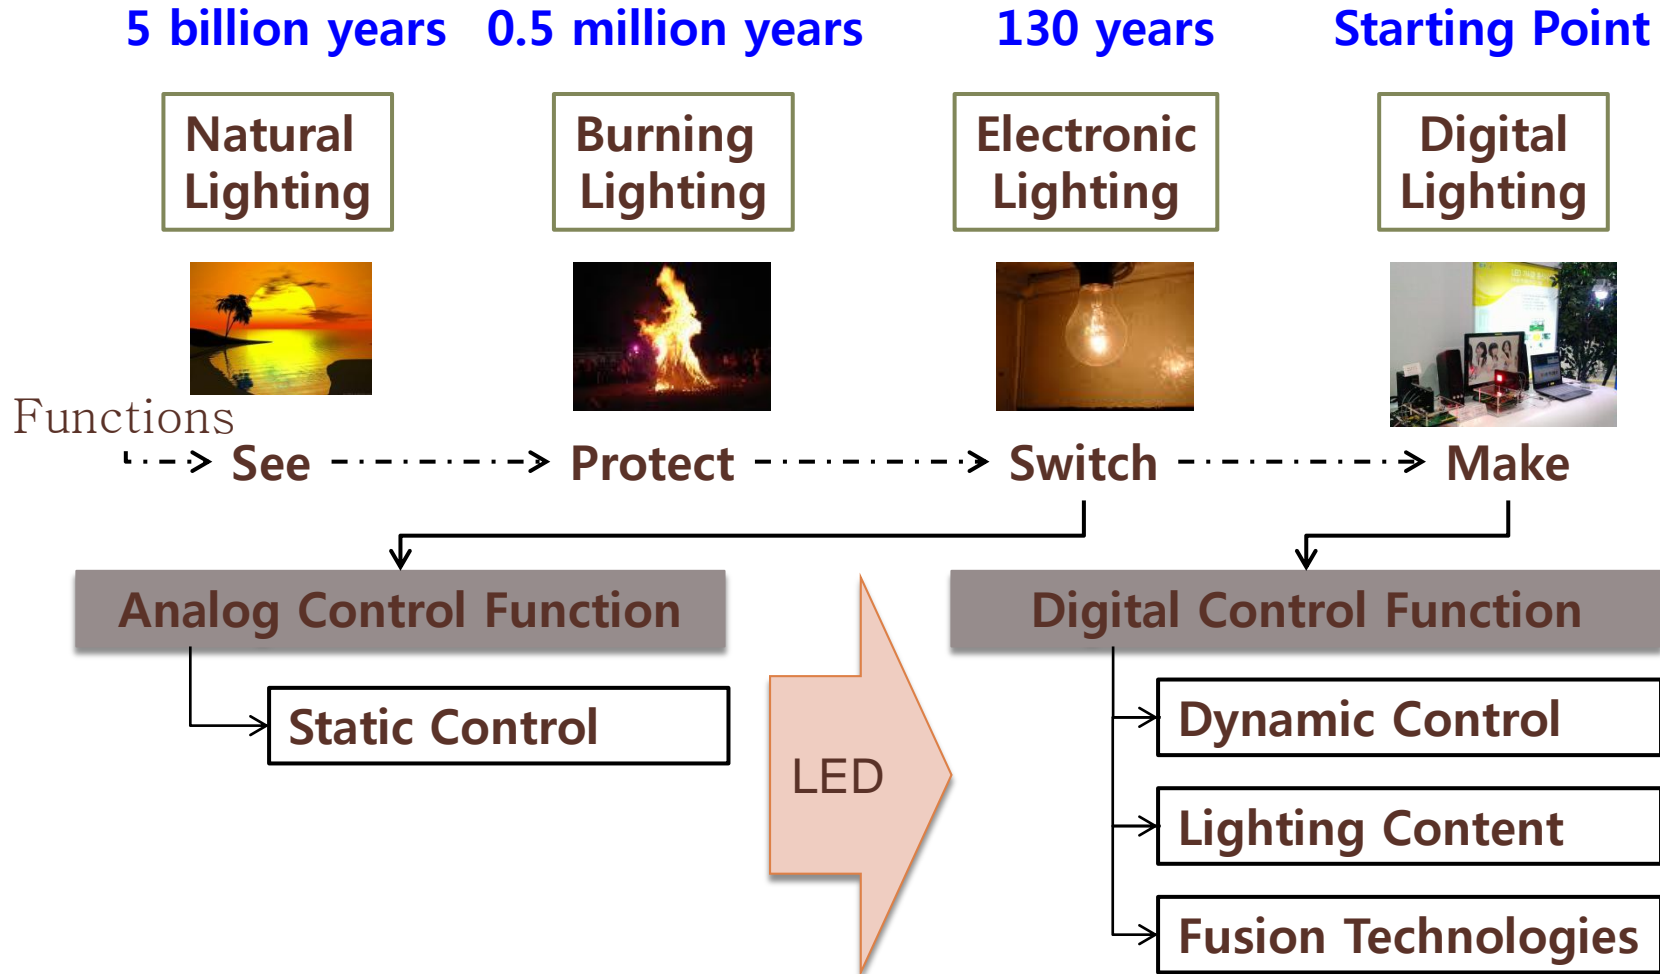 5 billion years 0.5 million years 130 years Starting Point
Natural
Lighting
Burning
Lighting
Electronic
Lighting
Digital
Lighting
Functions
See Protect Switch Make
Analog Control Function
Static Control
LED
Digital Control Function
Dynamic Control
Lighting Content
Fusion Technologies